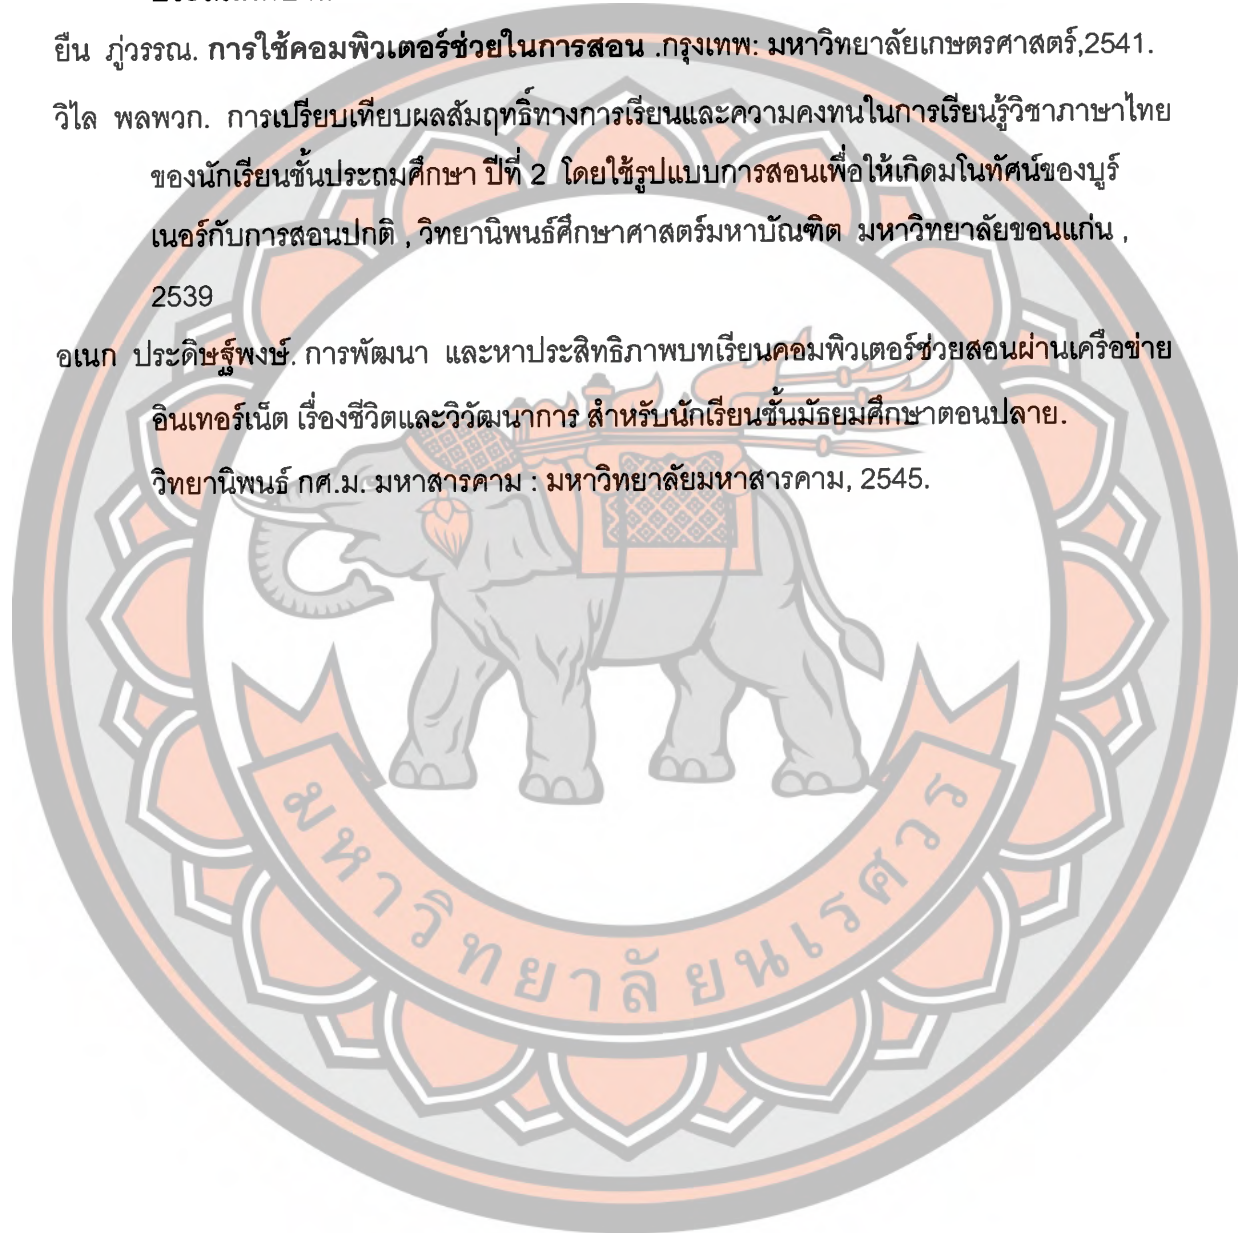 ยืน ภู่วรรณ. การใช้คอมพิวเตอร์ช่วยในการสอน .กรุงเทพ: มหาวิทยาลัยเกษตรศาสตร์,2541.
วิไล พลพวก. การเปรียบเทียบผลสัมฤทธิ์ทางการเรียนและความคงทนในการเรียนรู้วิชาภาษาไทย
ของนักเรียนชั้นประถมศึกษา ปีที่ 2 โดยใช้รูปแบบการสอนเพื่อให้เกิดมโนทัศน์ของบูร์
เนอร์กับการสอนปกติ , วิทยานิพนธ์ศึกษาศาสตร์มหาบัณฑิต มหาวิทยาลัยขอนแก่น ,
2539
อเนก ประดิษฐ์พงษ์. การพัฒนา และหาประสิทธิภาพบทเรียนคอมพิวเตอร์ช่วยสอนผ่านเครือข่าย
อินเทอร์เน็ต เรื่องชีวิตและวิวัฒนาการ สำหรับนักเรียนชั้นมัธยมศึกษาตอนปลาย.
วิทยานิพนธ์ กศ.ม. มหาสารคาม : มหาวิทยาลัยมหาสารคาม, 2545.
มหาวิทยาลัยนเรศวร